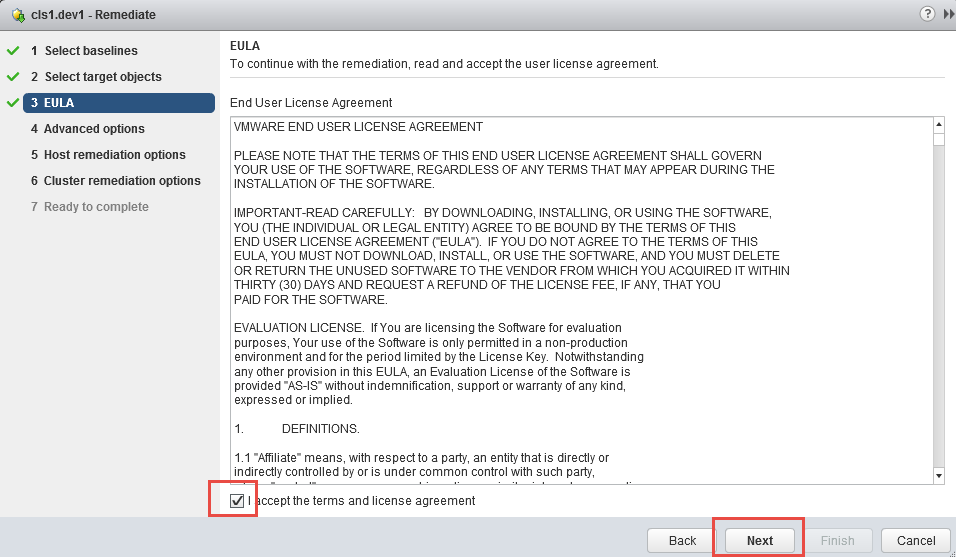 cls1.dev1 - Remediate
?
1 Select baselines
2 Select target objects
3 EULA
4 Advanced options
5 Host remediation options
6 Cluster remediation options
7 Ready to complete
EULA
To continue with the remediation, read and accept the user license agreement.
End User License Agreement
VMWARE END USER LICENSE AGREEMENT
PLEASE NOTE THAT THE TERMS OF THIS END USER LICENSE AGREEMENT SHALL GOVERN
YOUR USE OF THE SOFTWARE, REGARDLESS OF ANY TERMS THAT MAY APPEAR DURING THE
INSTALLATION OF THE SOFTWARE.
IMPORTANT-READ CAREFULLY:   BY DOWNLOADING, INSTALLING, OR USING THE SOFTWARE,
YOU (THE INDIVIDUAL OR LEGAL ENTITY) AGREE TO BE BOUND BY THE TERMS OF THIS
END USER LICENSE AGREEMENT ("EULA").  IF YOU DO NOT AGREE TO THE TERMS OF THIS
EULA, YOU MUST NOT DOWNLOAD, INSTALL, OR USE THE SOFTWARE, AND YOU MUST DELETE
OR RETURN THE UNUSED SOFTWARE TO THE VENDOR FROM WHICH YOU ACQUIRED IT WITHIN
THIRTY (30) DAYS AND REQUEST A REFUND OF THE LICENSE FEE, IF ANY, THAT YOU
PAID FOR THE SOFTWARE.
EVALUATION LICENSE.  If You are licensing the Software for evaluation
purposes, Your use of the Software is only permitted in a non-production
environment and for the period limited by the License Key.  Notwithstanding
any other provision in this EULA, an Evaluation License of the Software is
provided "AS-IS" without indemnification, support or warranty of any kind,
expressed or implied.
1.	DEFINITIONS.
1.1 "Affiliate" means, with respect to a party, an entity that is directly or
indirectly controlled by or is under common control with such party,
I accept the terms and license agreement
Back
Next
Finish
Cancel